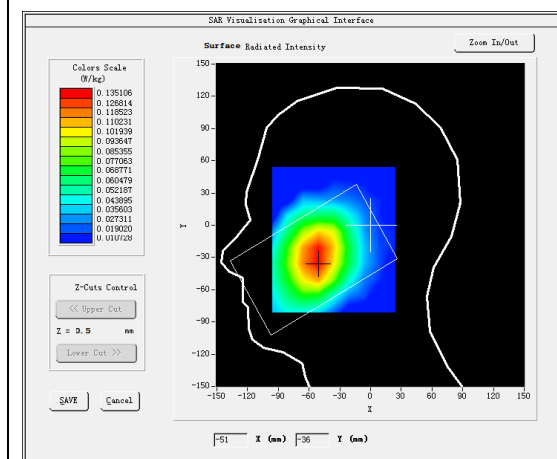 SAR Visualisation Graphical Interface
Surface Radiated Intensity
Zoom In/Out
Colors Scale
(W/kg)
0.135106
0.126814
0.118523
0.110231
0.101939
0.093647
0.085355
0.077063
0.068771
0.060479
0.052187
0.043895
0.035603
0.027311
0.019020
0.010728
150
120
90
60
30
0
-30
-60
-90
-120
-150
Y
-150 -120 -90 -60 -30 0 30 60 90 120 150
X
Z-Cuts Control
<< Upper Cut
Z = 0.5 mm
Lower Cut >>
SAVE Cancel
-51 X (mm) -36 Y (mm)